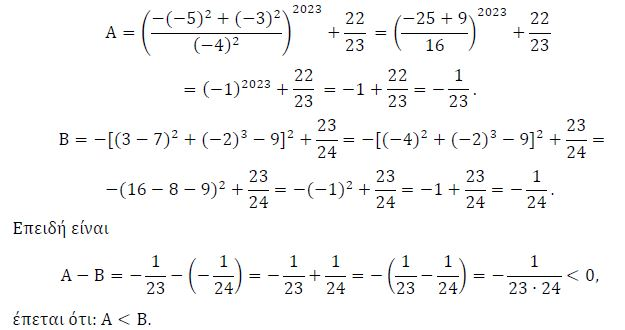 Α = ((−(−5)² + (−3)²)/(−4)²)²⁰²³ + 22/23 = ((−25 + 9)/16)²⁰²³ + 22/23
= (−1)²⁰²³ + 22/23 = −1 + 22/23 = −1/23.
Β = −[(3 − 7)² + (−2)³ − 9]² + 23/24 = −[(−4)² + (−2)³ − 9]² + 23/24 =
−(16 − 8 − 9)² + 23/24 = −(−1)² + 23/24 = −1 + 23/24 = −1/24.
Επειδή είναι
Α − Β = −1/23 − (−1/24) = −1/23 + 1/24 = −(1/23 − 1/24) = −1/(23 · 24) < 0,
έπεται ότι: Α < Β.